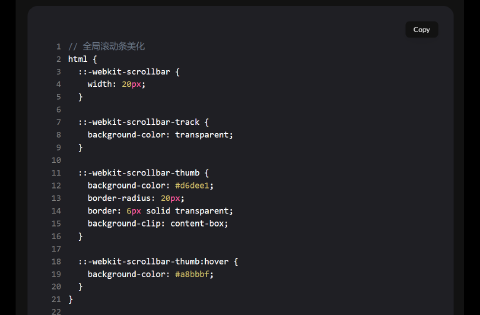 Copy
1 // 全局滚动条美化
2 html {
3 ::-webkit-scrollbar {
4 width: 20px;
5 }
6
7 ::-webkit-scrollbar-track {
8 background-color: transparent;
9 }
10
11 ::-webkit-scrollbar-thumb {
12 background-color: #d6dee1;
13 border-radius: 20px;
14 border: 6px solid transparent;
15 background-clip: content-box;
16 }
17
18 ::-webkit-scrollbar-thumb:hover {
19 background-color: #a8bbbf;
20 }
21 }
22